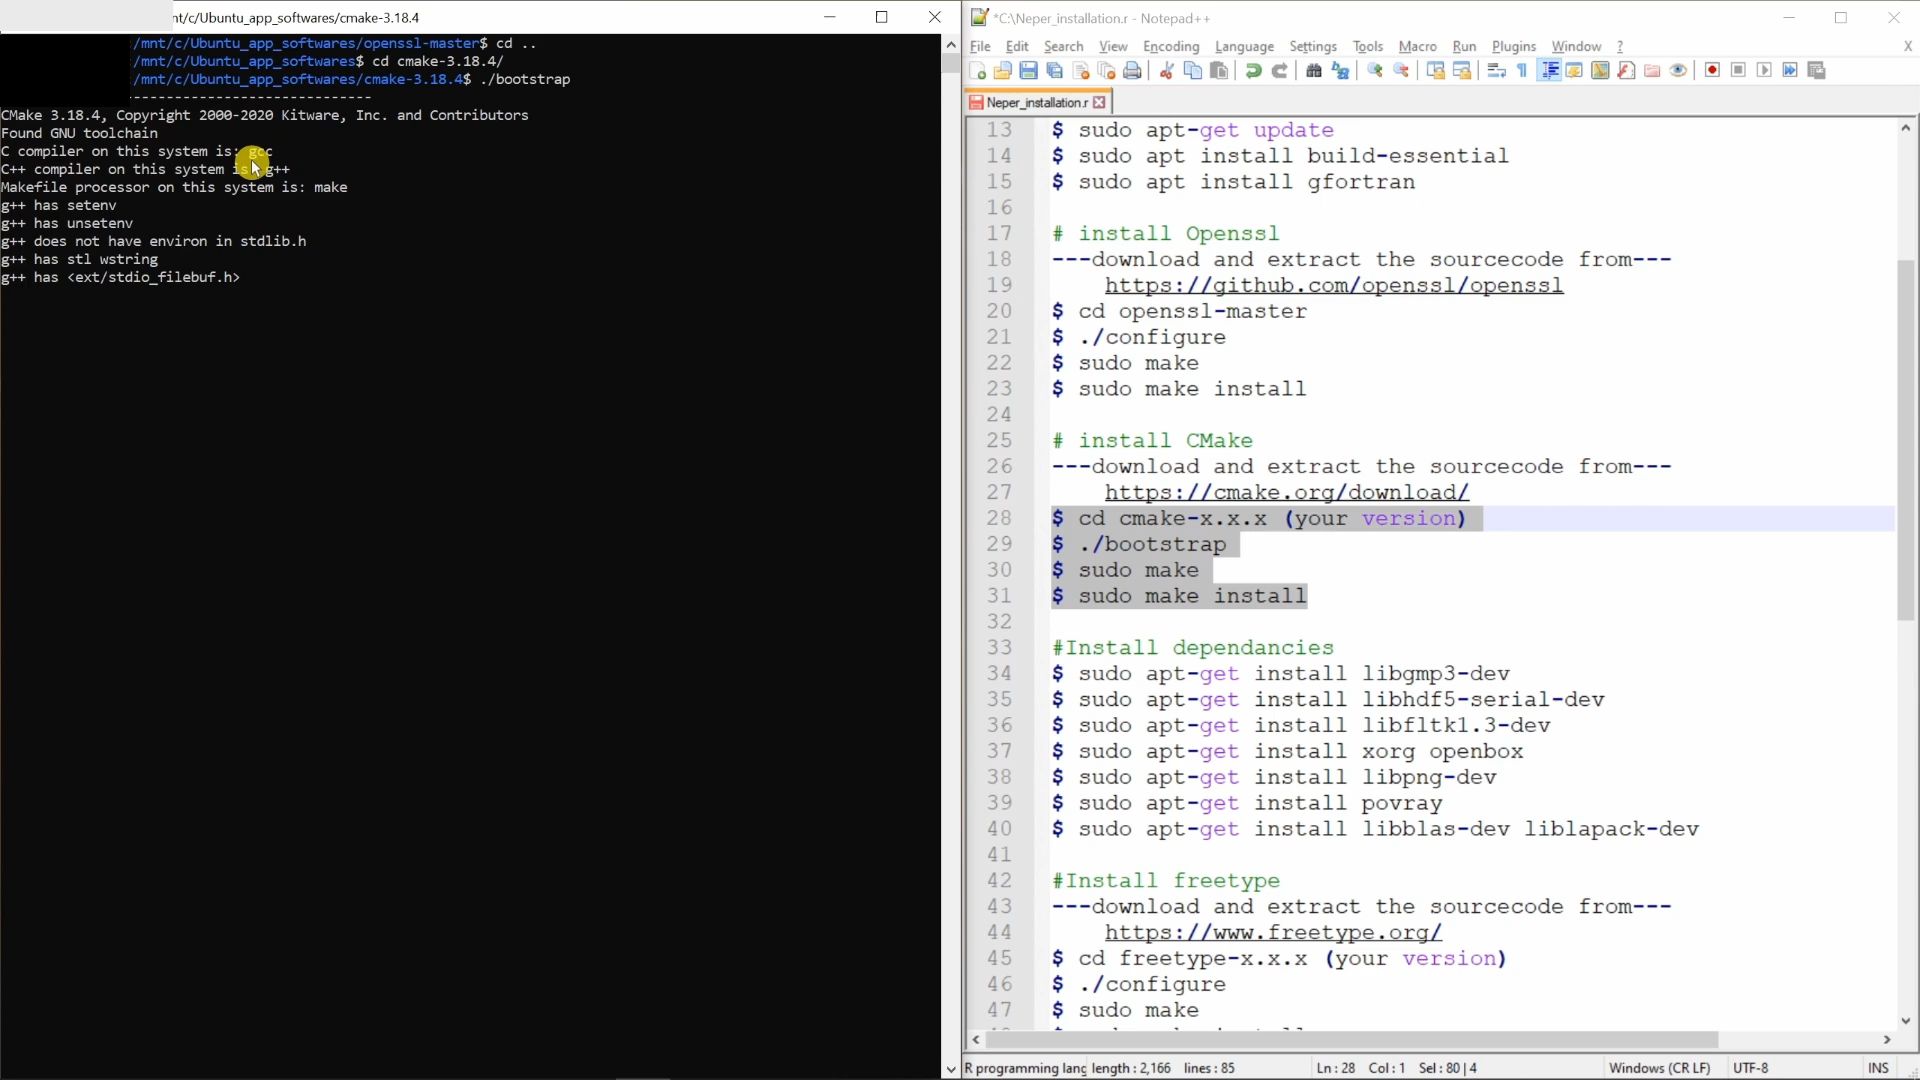 nt/c/Ubuntu_app_softwares/cmake-3.18.4
/mnt/c/Ubuntu_app_softwares/openssl-master$ cd ..
/mnt/c/Ubuntu_app_softwares$ cd cmake-3.18.4/
/mnt/c/Ubuntu_app_softwares/cmake-3.18.4$ ./bootstrap
-----------------------------
CMake 3.18.4, Copyright 2000-2020 Kitware, Inc. and Contributors
Found GNU toolchain
C compiler on this system is: gcc
C++ compiler on this system is: g++
Makefile processor on this system is: make
g++ has setenv
g++ has unsetenv
g++ does not have environ in stdlib.h
g++ has stl wstring
g++ has <ext/stdio_filebuf.h>
*C:\Neper_installation.r - Notepad++
File Edit Search View Encoding Language Settings Tools Macro Run Plugins Window ? X
Neper_installation.r
13 $ sudo apt-get update
14 $ sudo apt install build-essential
15 $ sudo apt install gfortran
16
17 # install Openssl
18 ---download and extract the sourcecode from---
19 https://github.com/openssl/openssl
20 $ cd openssl-master
21 $ ./configure
22 $ sudo make
23 $ sudo make install
24
25 # install CMake
26 ---download and extract the sourcecode from---
27 https://cmake.org/download/
28 $ cd cmake-x.x.x (your version)
29 $ ./bootstrap
30 $ sudo make
31 $ sudo make install
32
33 #Install dependancies
34 $ sudo apt-get install libgmp3-dev
35 $ sudo apt-get install libhdf5-serial-dev
36 $ sudo apt-get install libfltk1.3-dev
37 $ sudo apt-get install xorg openbox
38 $ sudo apt-get install libpng-dev
39 $ sudo apt-get install povray
40 $ sudo apt-get install libblas-dev liblapack-dev
41
42 #Install freetype
43 ---download and extract the sourcecode from---
44 https://www.freetype.org/
45 $ cd freetype-x.x.x (your version)
46 $ ./configure
47 $ sudo make
R programming lang length : 2,166 lines : 85 Ln : 28 Col : 1 Sel : 80 | 4 Windows (CR LF) UTF-8 INS